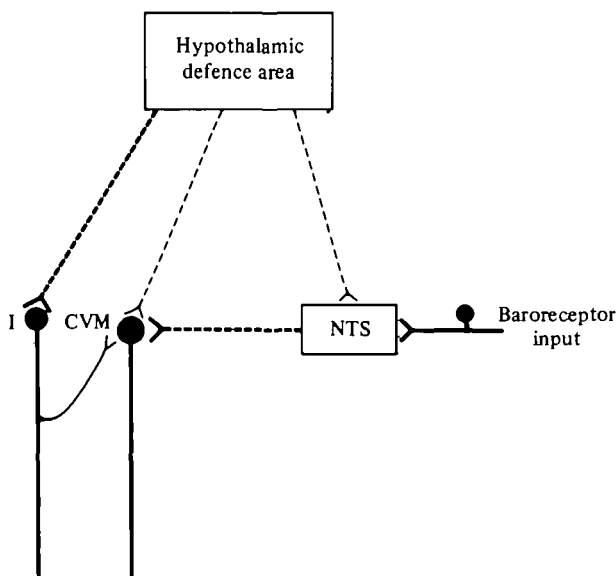 Hypothalamic
defence area
I
CVM
NTS
Baroreceptor
input